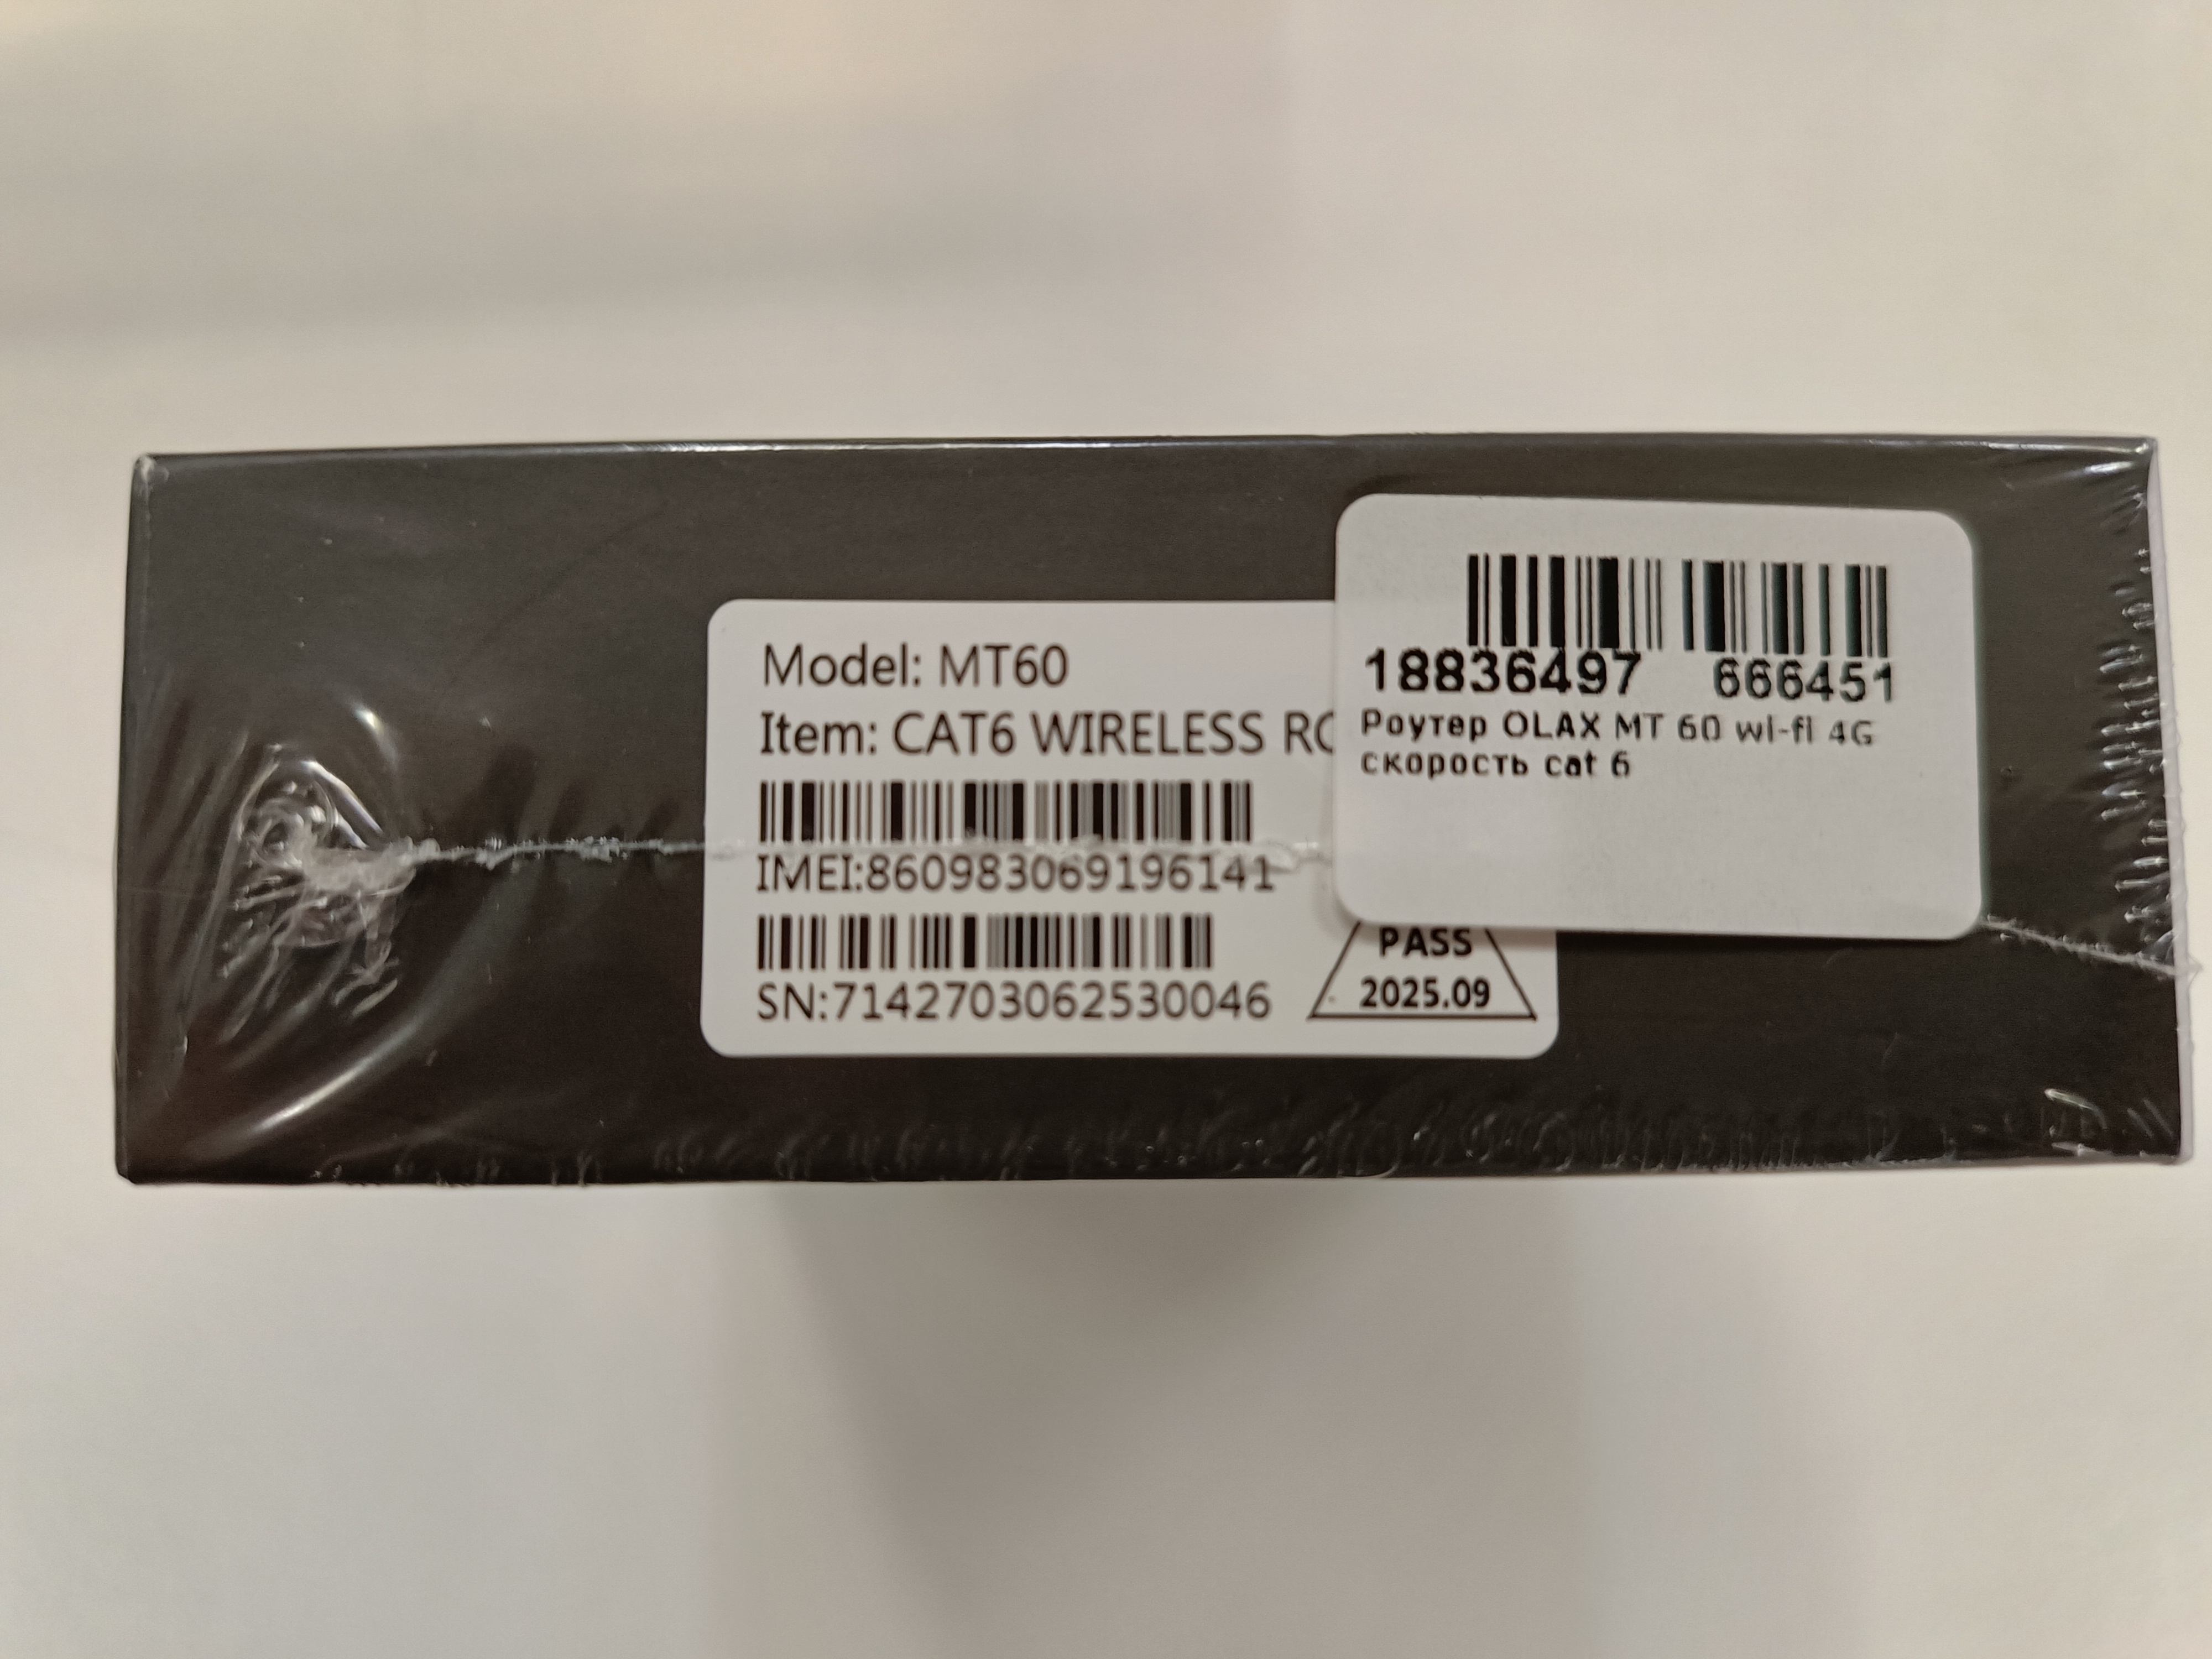 Model: MT60
Item: CAT6 WIRELESS
IMEI:860983069196141
SN:7142703062530046
PASS
2025.09
18836497 666451
Роутер OLAX MT 60 wi-fi 4G
скорость cat 6